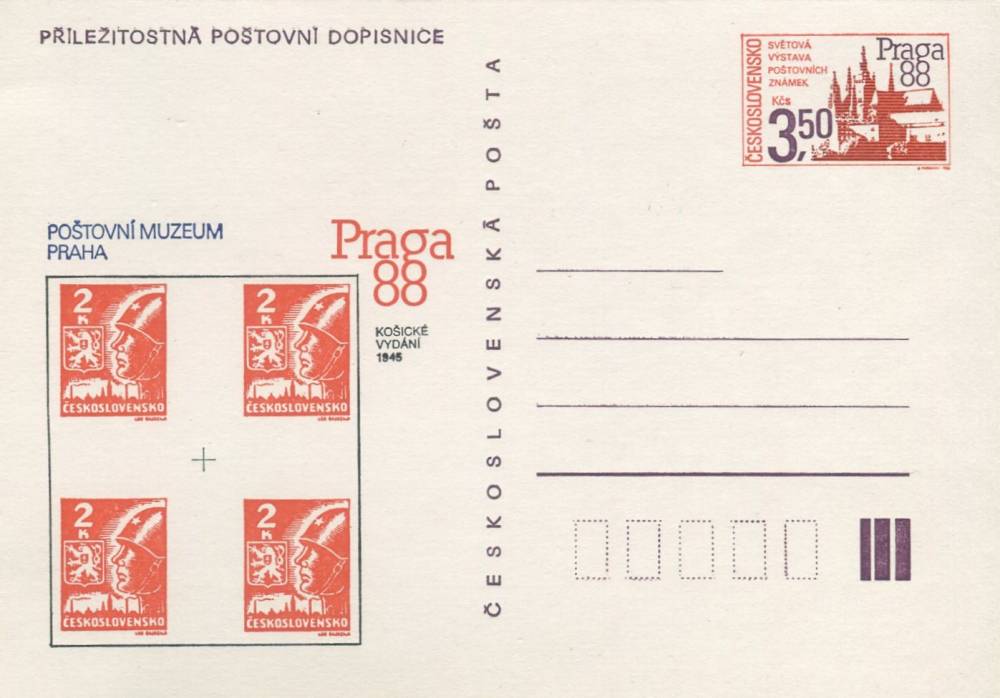 PŘÍLEŽITOSTNÁ POŠTOVNÍ DOPISNICE
POŠTOVNÍ MUZEUM
PRAHA
Praga
88
KOŠICKÉ
VYDÁNÍ
1945
2
K
ČESKOSLOVENSKO
2
K
ČESKOSLOVENSKO
2
K
ČESKOSLOVENSKO
2
K
ČESKOSLOVENSKO
ČESKOSLOVENSKÁ POŠTA
ČESKOSLOVENSKO
SVĚTOVÁ
VÝSTAVA
POŠTOVNÍCH
ZNÁMEK
Kčs
3,50
Praga
88